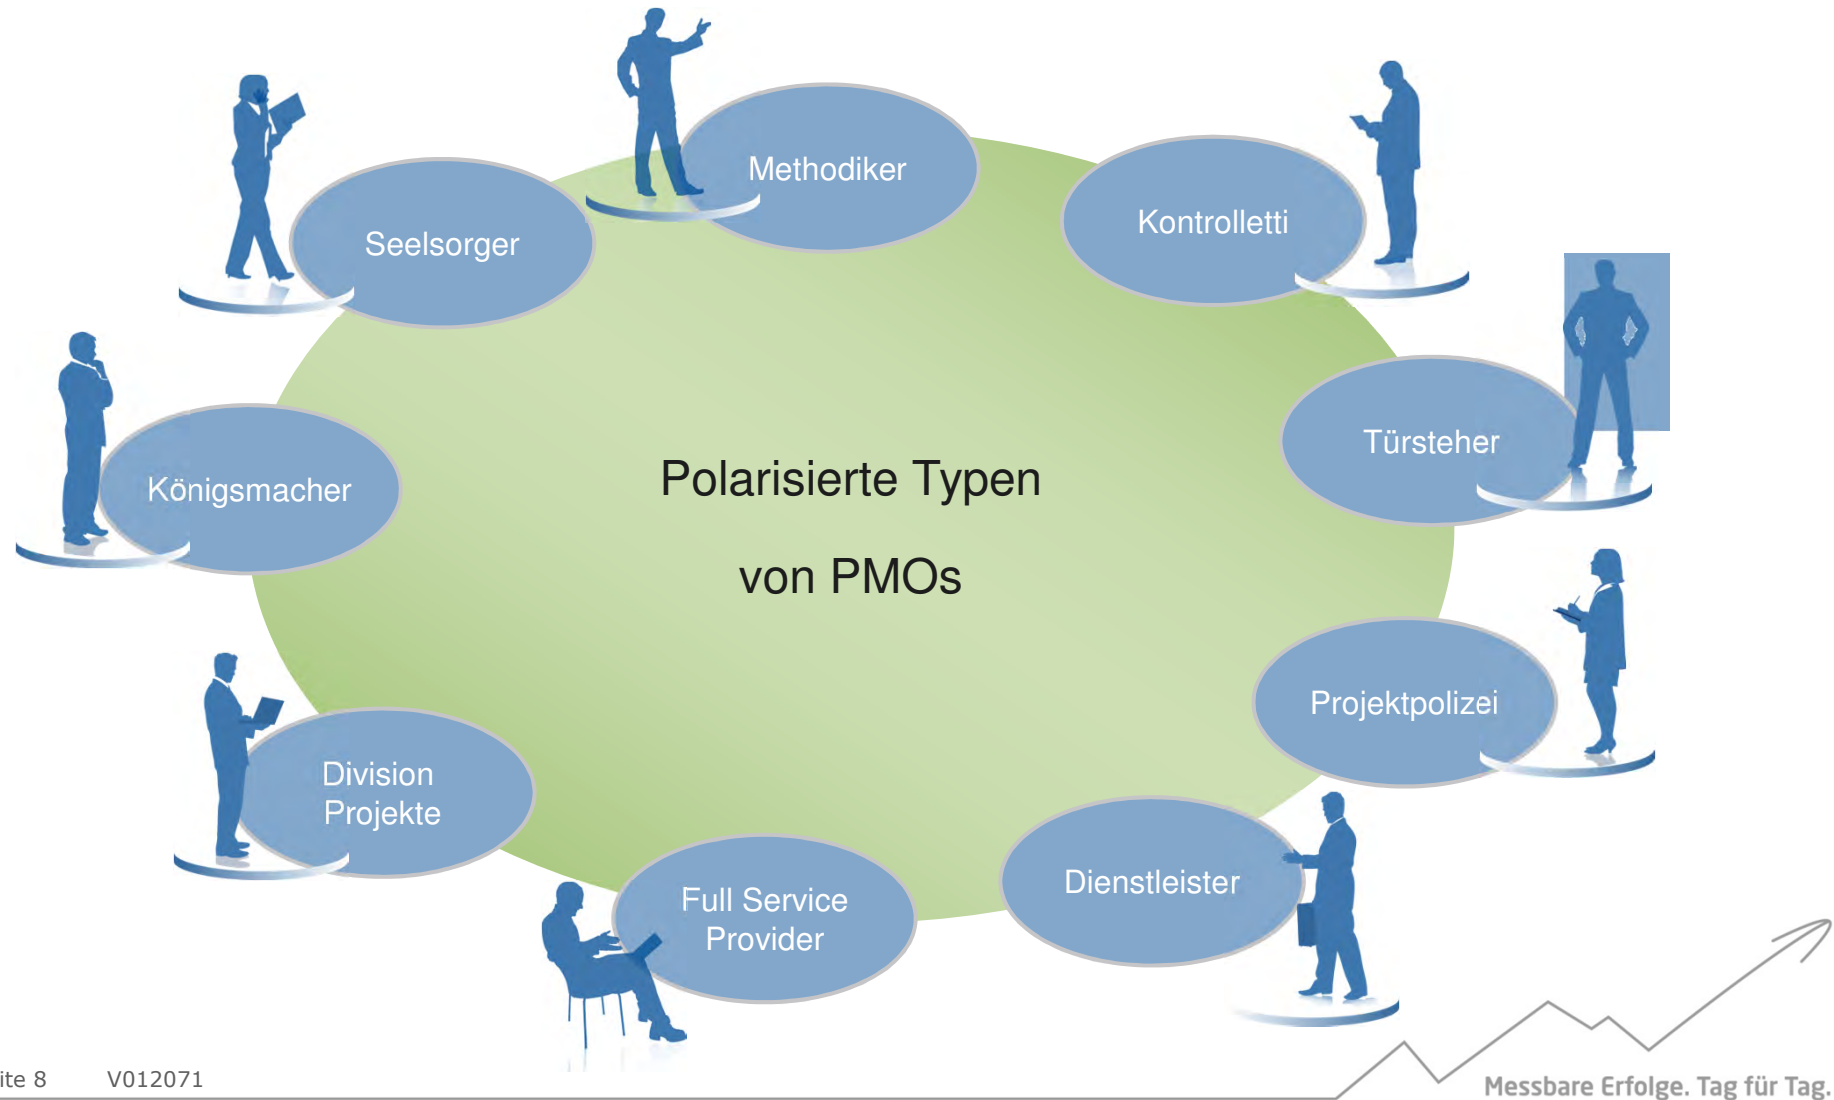 Methodiker
Kontrolletti
Seelsorger
Türsteher
Königsmacher
Polarisierte Typen
von PMOs
Projektpolizei
Division
Projekte
Dienstleister
Full Service
Provider
ite 8 V012071
Messbare Erfolge. Tag für Tag.